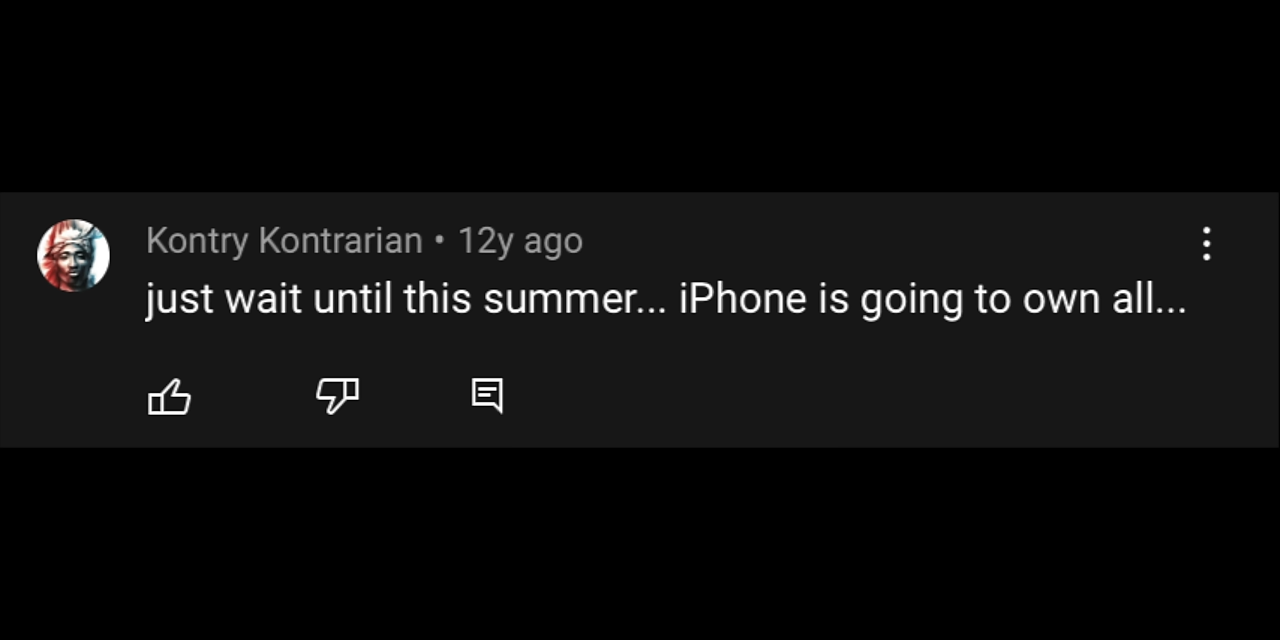 Kontry Kontrarian • 12y ago
just wait until this summer... iPhone is going to own all...